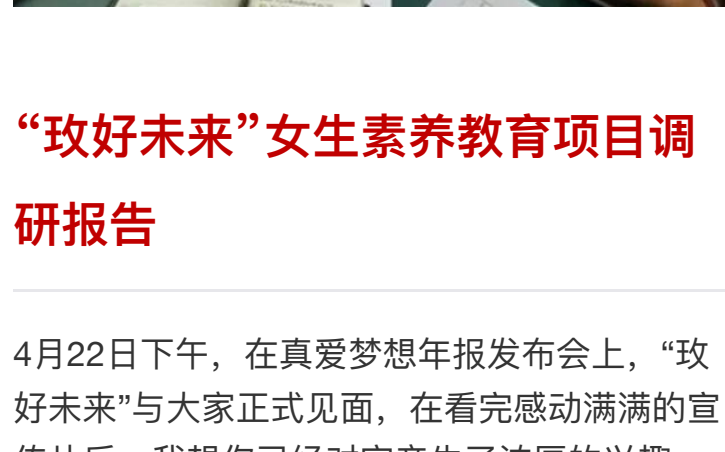 “玫好未来”女生素养教育项目调
研报告
4月22日下午，在真爱梦想年报发布会上，“玫
好未来”与大家正式见面，在看完感动满满的宣